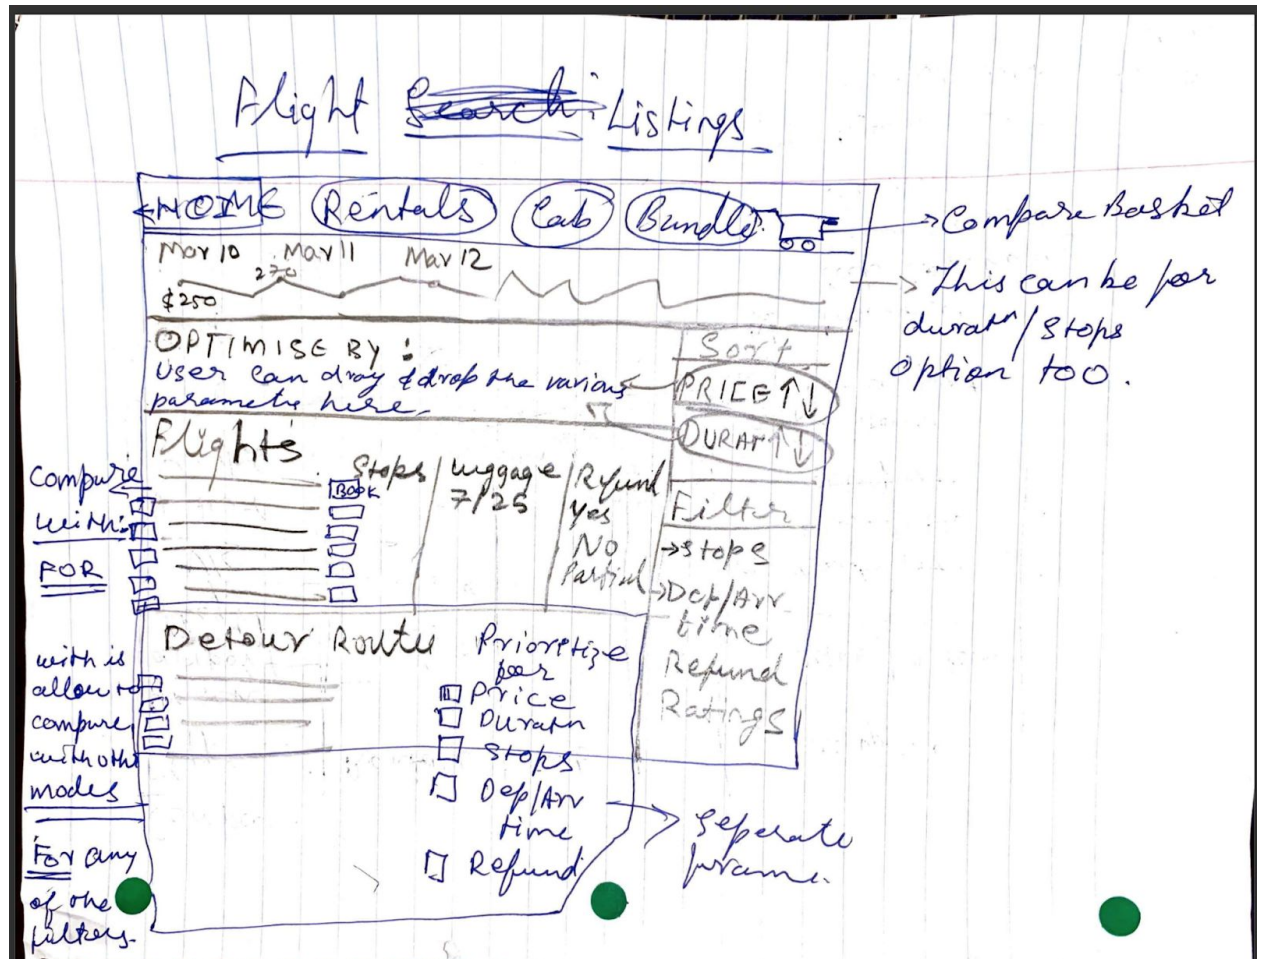 Flight Search Listings
←HOME Rentals Cab Bundle
→ Compare Basket
Mar 10 Mar 11 Mar 12
270
$250
→ This can be for
duratn/Stops
option too.
OPTIMISE BY :
User can drag & drop the various
parametr here
Sort
PRICE ↑↓
DURAtn ↑↓
Flights
Stops / Luggage / Refund
7/25
Yes
No
Partial
Book
Filter
→ Stops
→ Dep/Arr
time
Refund
Ratings
Compare
with:
FOR
Detour Route
Prioritize
for
Price
Duratn
Stops
Dep/Arr
time
Refund
→ Seperate
frame.
with is
allow to
compare
with othr
modes
For any
of the
filters.